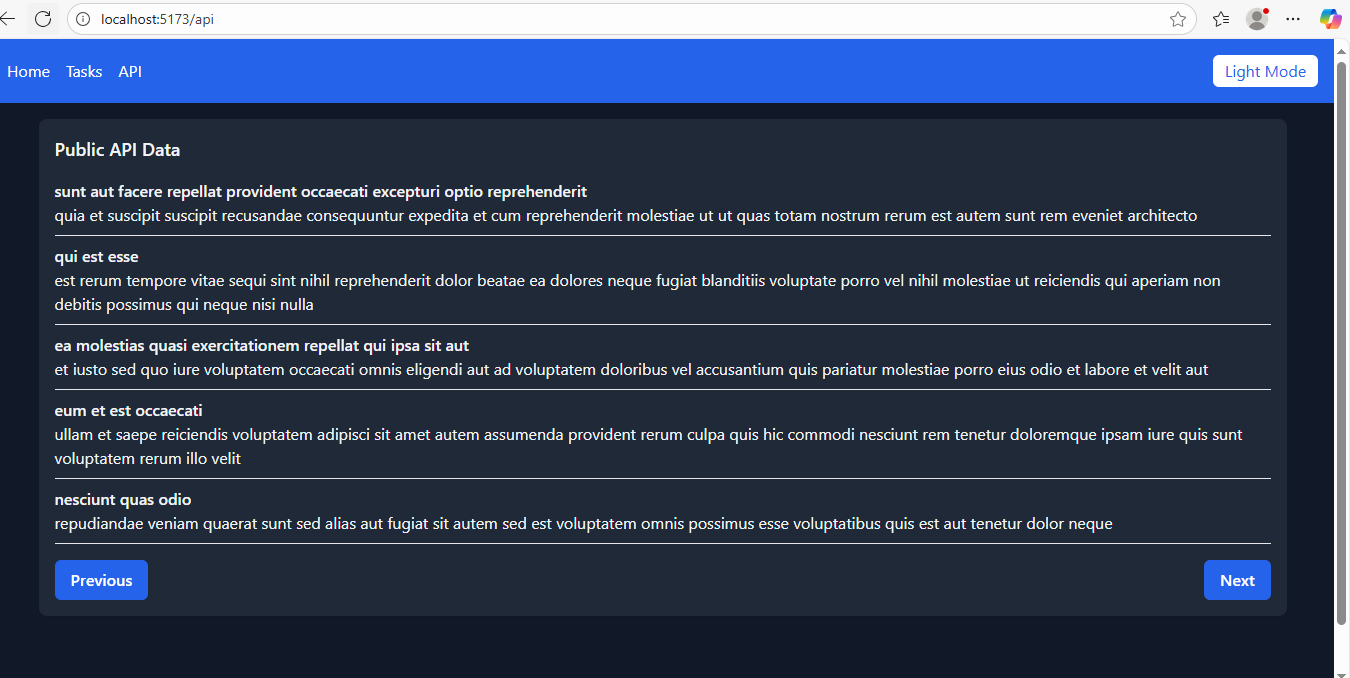 localhost:5173/api
Home Tasks API Light Mode
Public API Data
sunt aut facere repellat provident occaecati excepturi optio reprehenderit
quia et suscipit suscipit recusandae consequuntur expedita et cum reprehenderit molestiae ut ut quas totam nostrum rerum est autem sunt rem eveniet architecto
qui est esse
est rerum tempore vitae sequi sint nihil reprehenderit dolor beatae ea dolores neque fugiat blanditiis voluptate porro vel nihil molestiae ut reiciendis qui aperiam non
debitis possimus qui neque nisi nulla
ea molestias quasi exercitationem repellat qui ipsa sit aut
et iusto sed quo iure voluptatem occaecati omnis eligendi aut ad voluptatem doloribus vel accusantium quis pariatur molestiae porro eius odio et labore et velit aut
eum et est occaecati
ullam et saepe reiciendis voluptatem adipisci sit amet autem assumenda provident rerum culpa quis hic commodi nesciunt rem tenetur doloremque ipsam iure quis sunt
voluptatem rerum illo velit
nesciunt quas odio
repudiandae veniam quaerat sunt sed alias aut fugiat sit autem sed est voluptatem omnis possimus esse voluptatibus quis est aut tenetur dolor neque
Previous Next